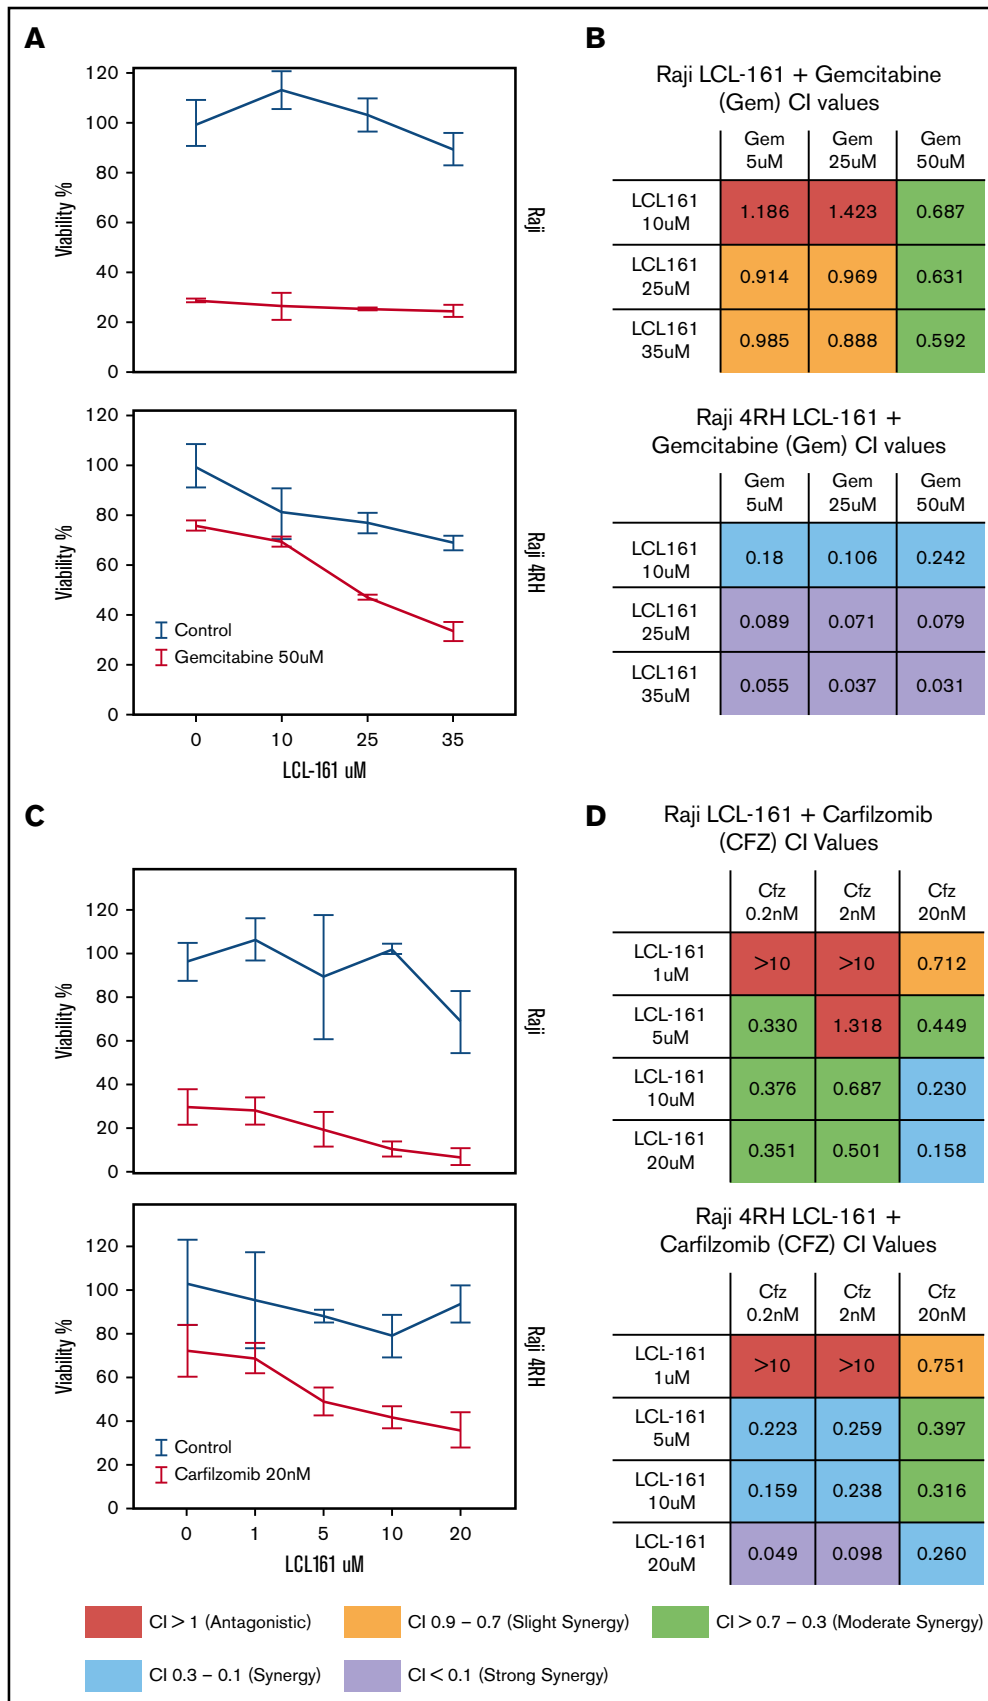 A
120
100
80
60
40
20
0
Viability %
Raji
120
100
80
60
40
20
0
Viability %
Raji 4RH
Control
Gemcitabine 50uM
0 10 25 35
LCL-161 uM
B
Raji LCL-161 + Gemcitabine
(Gem) CI values
Gem Gem Gem
5uM 25uM 50uM
LCL161
10uM
1.186 1.423 0.687
LCL161
25uM
0.914 0.969 0.631
LCL161
35uM
0.985 0.888 0.592
Raji 4RH LCL-161 +
Gemcitabine (Gem) CI values
Gem Gem Gem
5uM 25uM 50uM
LCL161
10uM
0.18 0.106 0.242
LCL161
25uM
0.089 0.071 0.079
LCL161
35uM
0.055 0.037 0.031
C
120
100
80
60
40
20
0
Viability %
Raji
120
100
80
60
40
20
0
Viability %
Raji 4RH
Control
Carfilzomib 20nM
0 1 5 10 20
LCL161 uM
D
Raji LCL-161 + Carfilzomib
(CFZ) CI Values
Cfz Cfz Cfz
0.2nM 2nM 20nM
LCL-161
1uM
>10 >10 0.712
LCL-161
5uM
0.330 1.318 0.449
LCL-161
10uM
0.376 0.687 0.230
LCL-161
20uM
0.351 0.501 0.158
Raji 4RH LCL-161 +
Carfilzomib (CFZ) CI Values
Cfz Cfz Cfz
0.2nM 2nM 20nM
LCL-161
1uM
>10 >10 0.751
LCL-161
5uM
0.223 0.259 0.397
LCL-161
10uM
0.159 0.238 0.316
LCL-161
20uM
0.049 0.098 0.260
CI > 1 (Antagonistic)
CI 0.9 – 0.7 (Slight Synergy)
CI > 0.7 – 0.3 (Moderate Synergy)
CI 0.3 – 0.1 (Synergy)
CI < 0.1 (Strong Synergy)